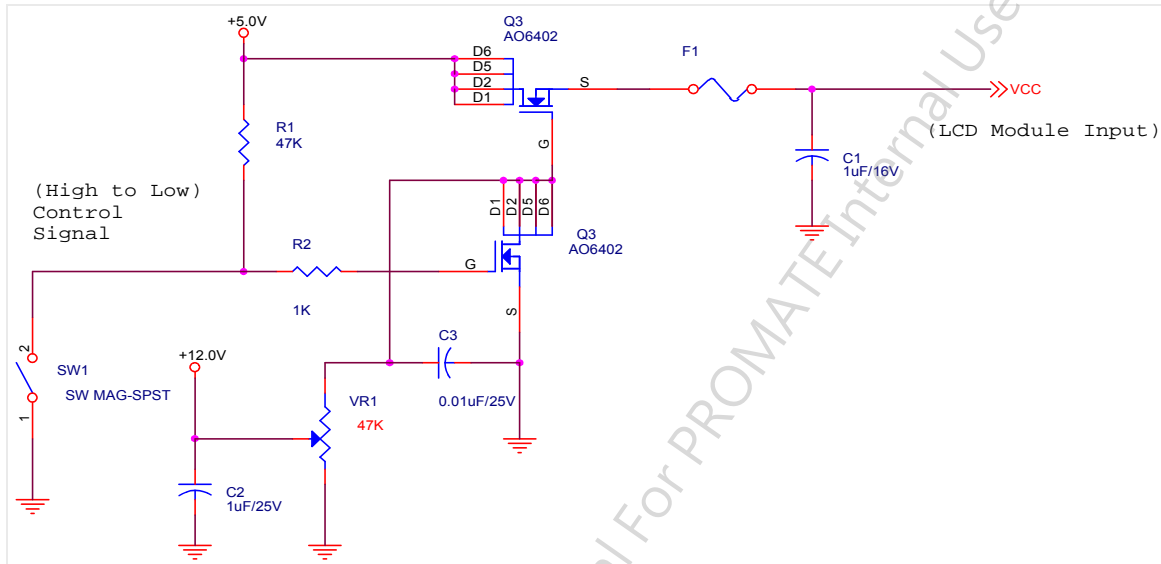 +5.0V
Q3
AO6402
D6
D5
D2
D1
S
G
F1
VCC
(LCD Module Input)
C1
1uF/16V
R1
47K
(High to Low)
Control
Signal
D1
D2
D5
D6
Q3
AO6402
R2
1K
G
S
2
1
SW1
SW MAG-SPST
+12.0V
C3
0.01uF/25V
VR1
47K
C2
1uF/25V
al For PROMATE Internal Use